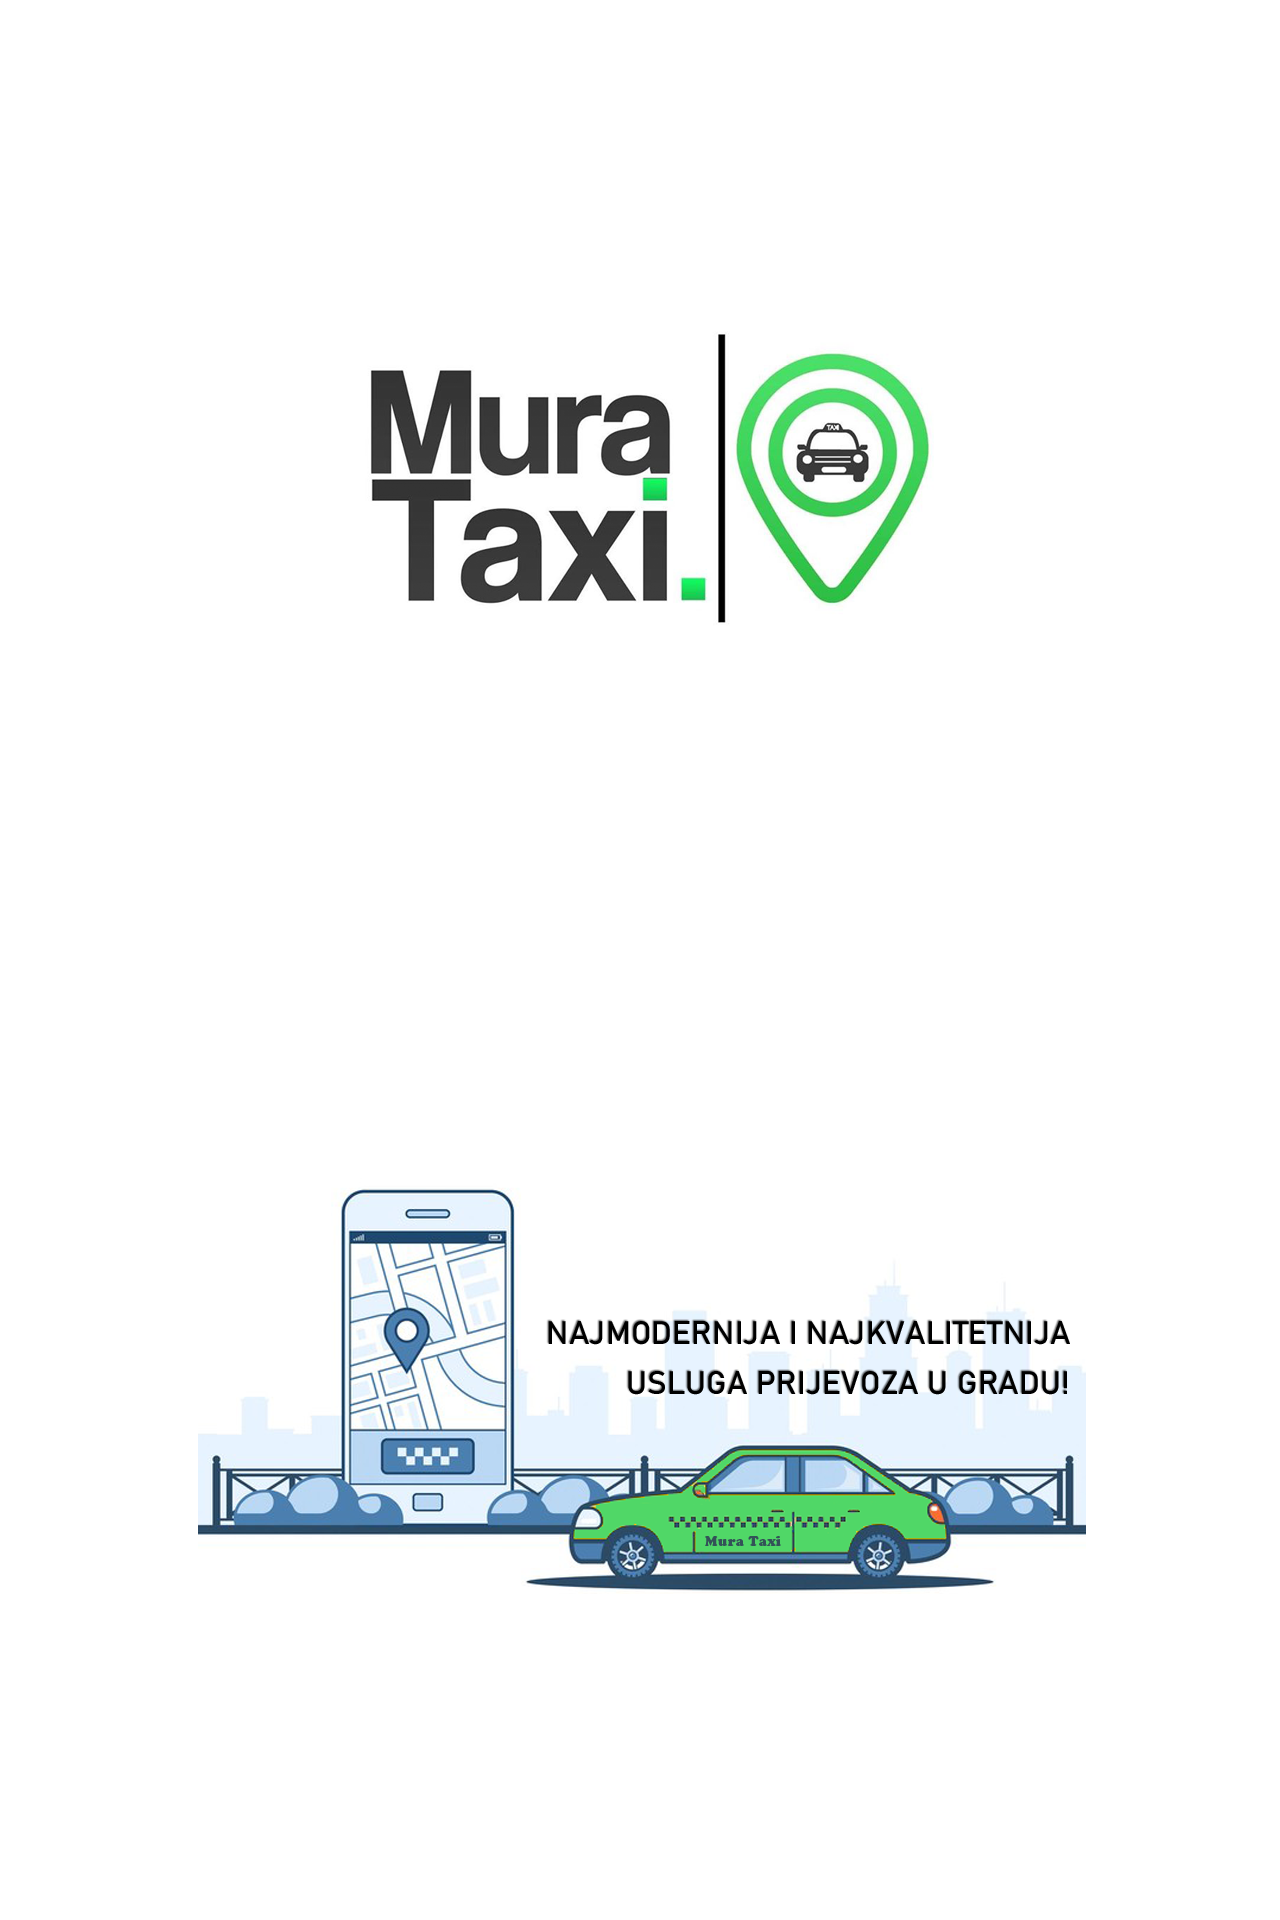 Mura
Taxi.
TAXI
NAJMODERNIJA I NAJKVALITETNIJA
USLUGA PRIJEVOZA U GRADU!
Mura Taxi